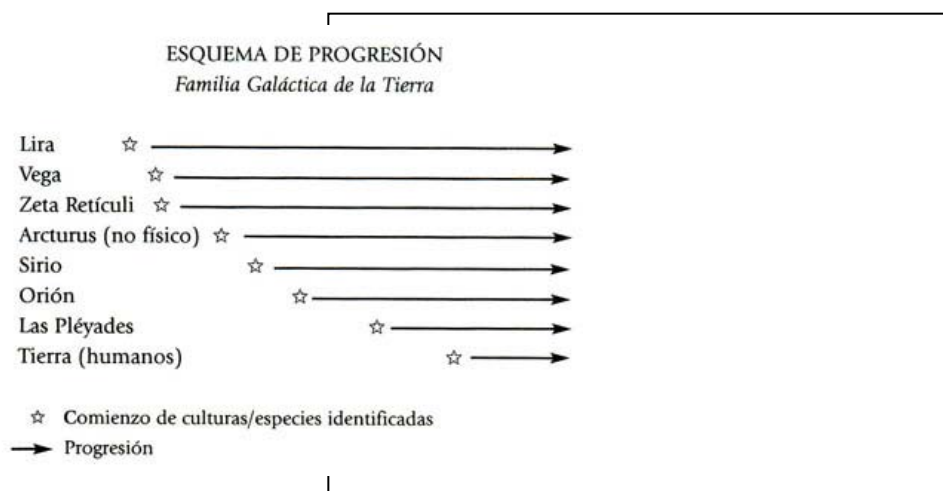 ESQUEMA DE PROGRESIÓN
Familia Galáctica de la Tierra
Lira
Vega
Zeta Retículi
Arcturus (no físico)
Sirio
Orión
Las Pléyades
Tierra (humanos)
Comienzo de culturas/especies identificadas
Progresión